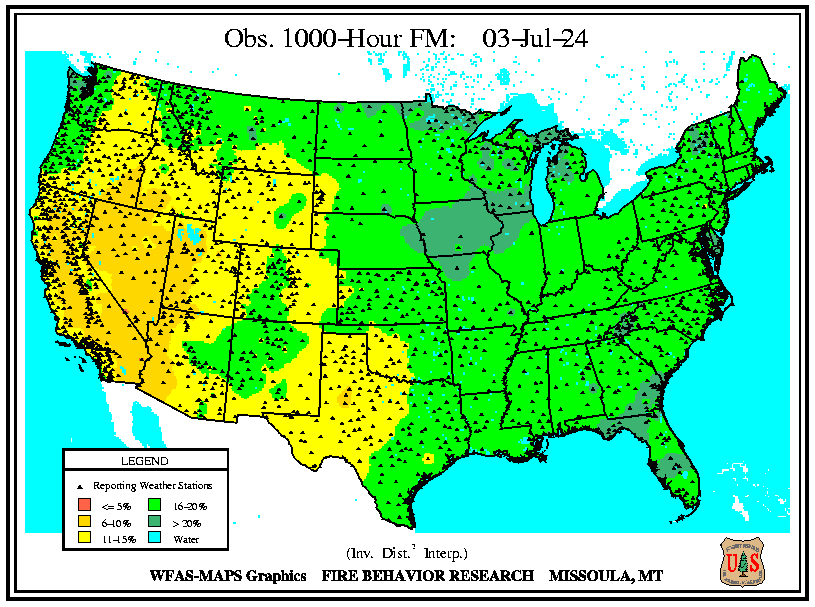 Obs. 1000-Hour FM: 03-Jul-24
LEGEND
Reporting Weather Stations
<= 5%
16-20%
6-10%
> 20%
11-15%
Water
(Inv. Dist.² Interp.)
WFAS-MAPS Graphics FIRE BEHAVIOR RESEARCH MISSOULA, MT
U S